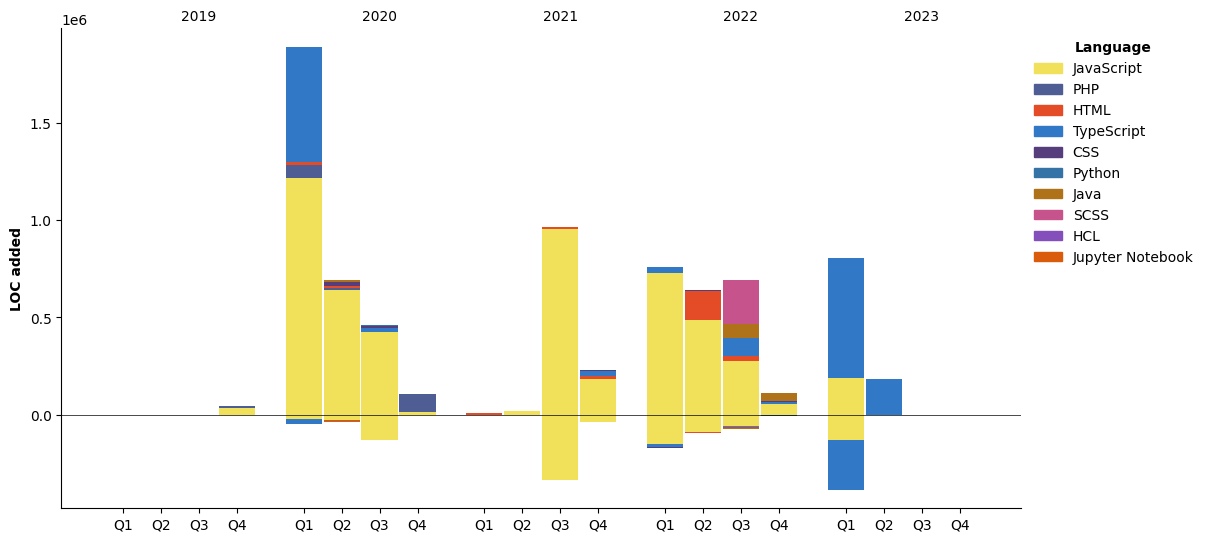 2019 2020 2021 2022 2023
1e6
Language
JavaScript
PHP
HTML
TypeScript
CSS
Python
Java
SCSS
HCL
Jupyter Notebook
LOC added
1.5
1.0
0.5
0.0
Q1 Q2 Q3 Q4 Q1 Q2 Q3 Q4 Q1 Q2 Q3 Q4 Q1 Q2 Q3 Q4 Q1 Q2 Q3 Q4